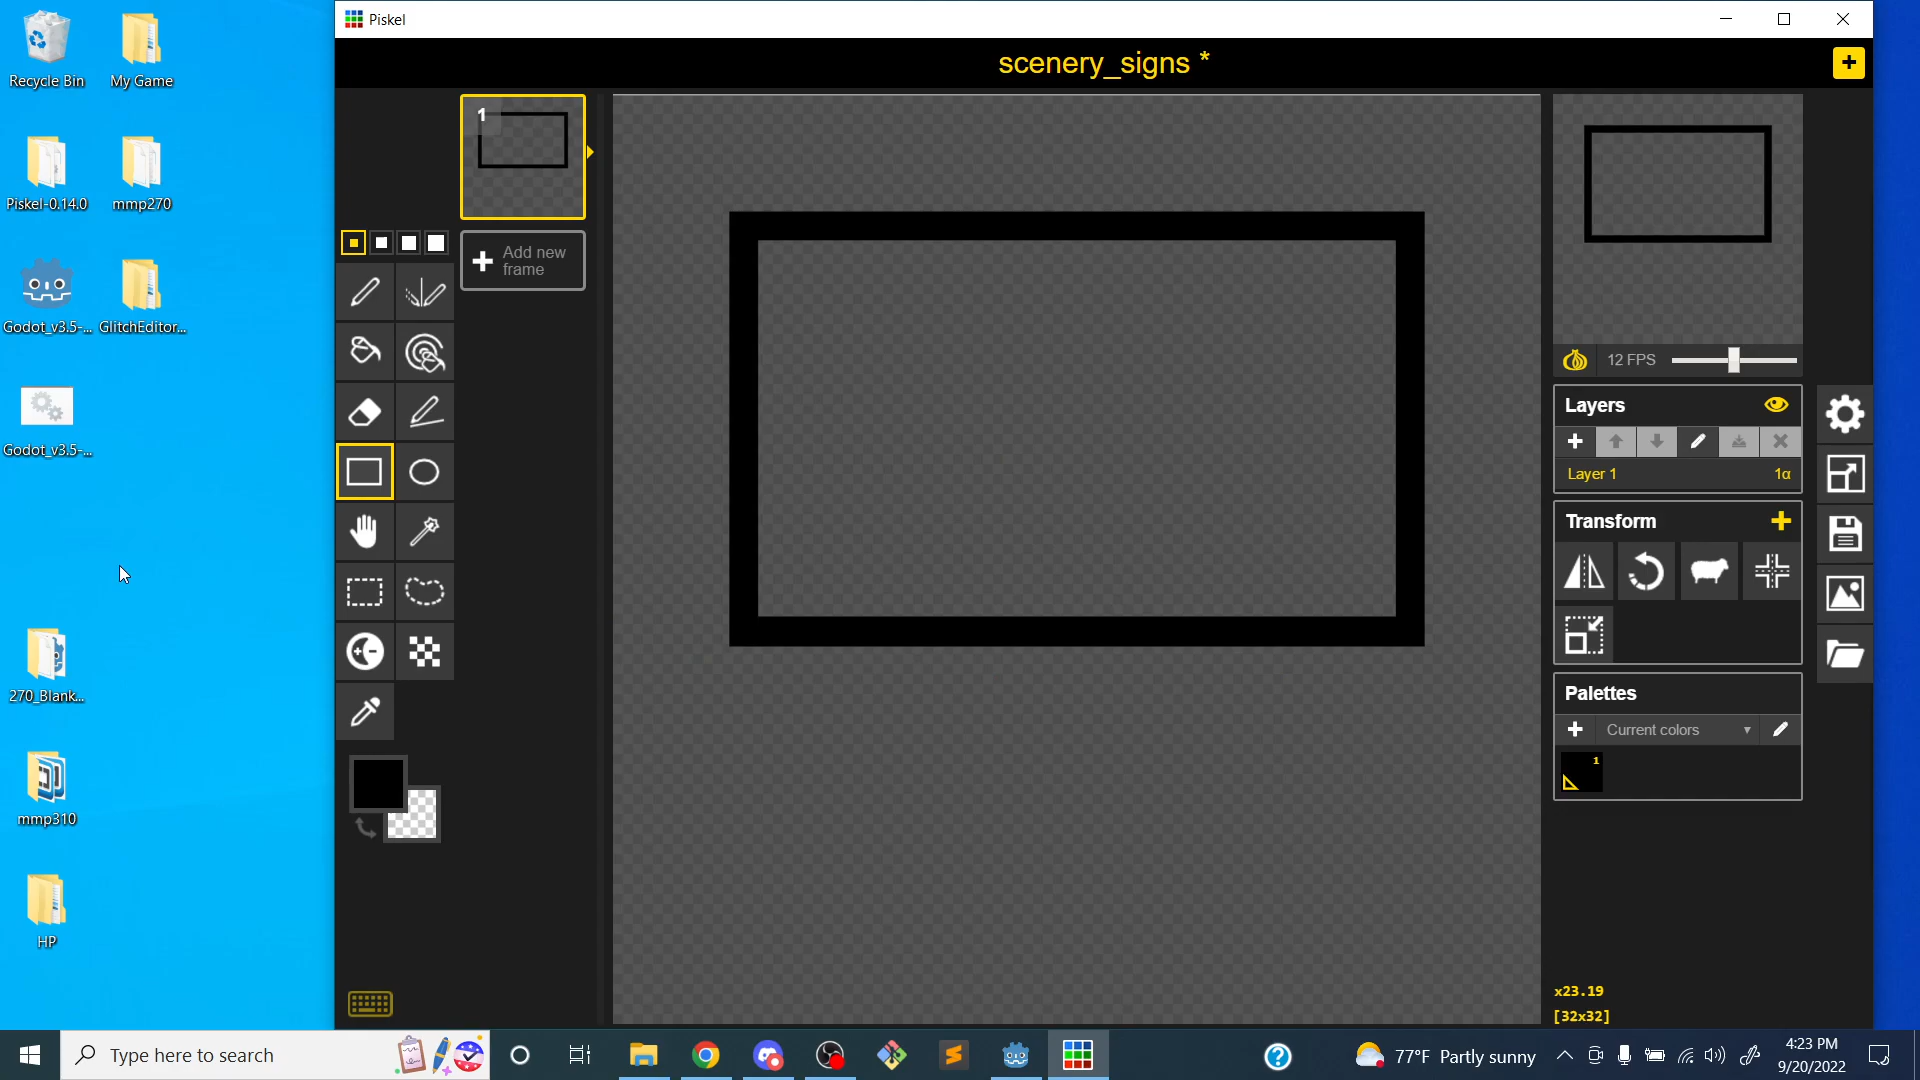 Piskel
scenery_signs *
+
Recycle Bin
My Game
Piskel-0.14.0
mmp270
Godot_v3.5-...
GlitchEditor...
Godot_v3.5-...
270_Blank...
mmp310
HP
1
Add new
frame
12 FPS
Layers
Layer 1
1α
Transform
Palettes
Current colors
1
x23.19
[32x32]
Type here to search
77°F Partly sunny
4:23 PM
9/20/2022